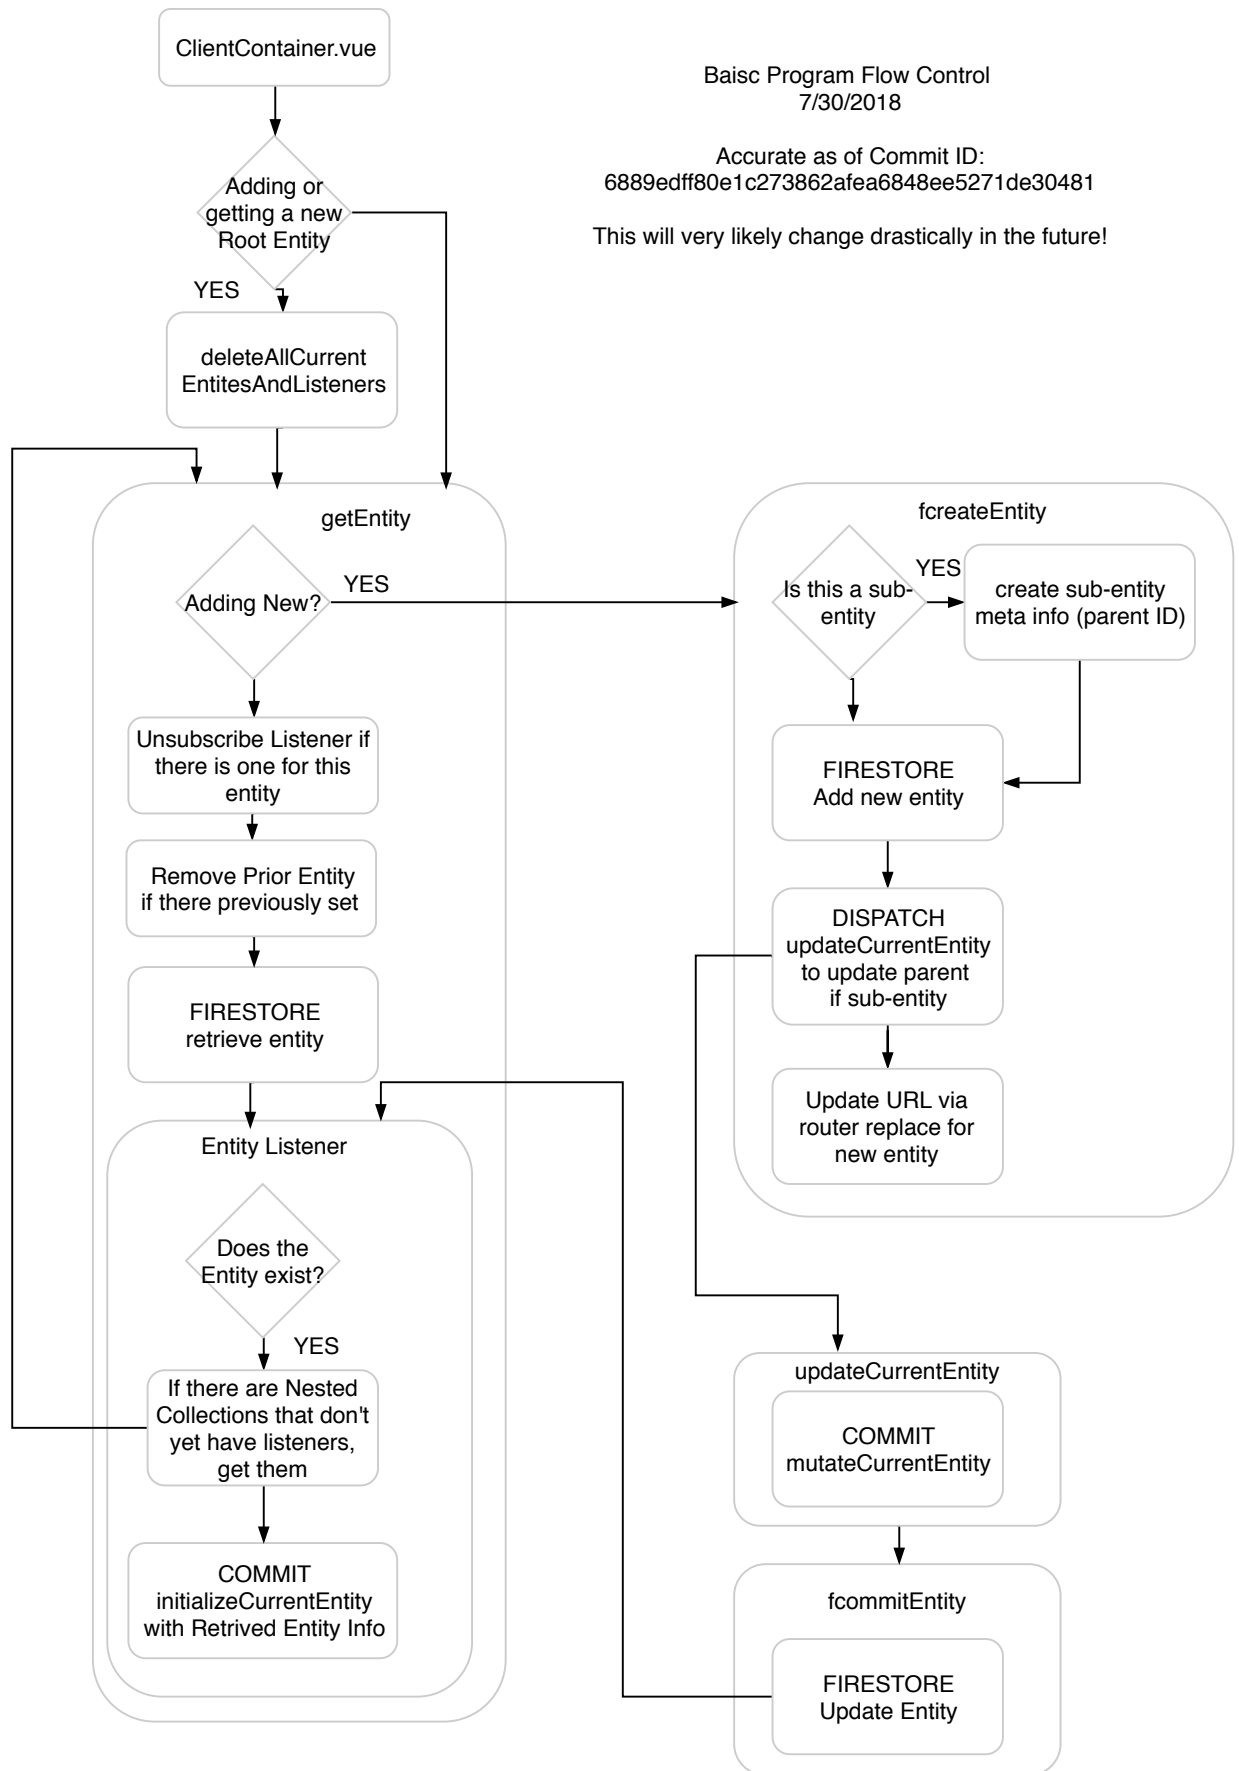 ClientContainer.vue
Baisc Program Flow Control
7/30/2018
Accurate as of Commit ID:
6889edff80e1c273862afea6848ee5271de30481
This will very likely change drastically in the future!
Adding or
getting a new
Root Entity
YES
deleteAllCurrent
EntitesAndListeners
getEntity
Adding New?
YES
Unsubscribe Listener if
there is one for this
entity
Remove Prior Entity
if there previously set
FIRESTORE
retrieve entity
Entity Listener
Does the
Entity exist?
YES
If there are Nested
Collections that don't
yet have listeners,
get them
COMMIT
initializeCurrentEntity
with Retrived Entity Info
fcreateEntity
Is this a sub-
entity
YES
create sub-entity
meta info (parent ID)
FIRESTORE
Add new entity
DISPATCH
updateCurrentEntity
to update parent
if sub-entity
Update URL via
router replace for
new entity
updateCurrentEntity
COMMIT
mutateCurrentEntity
fcommitEntity
FIRESTORE
Update Entity